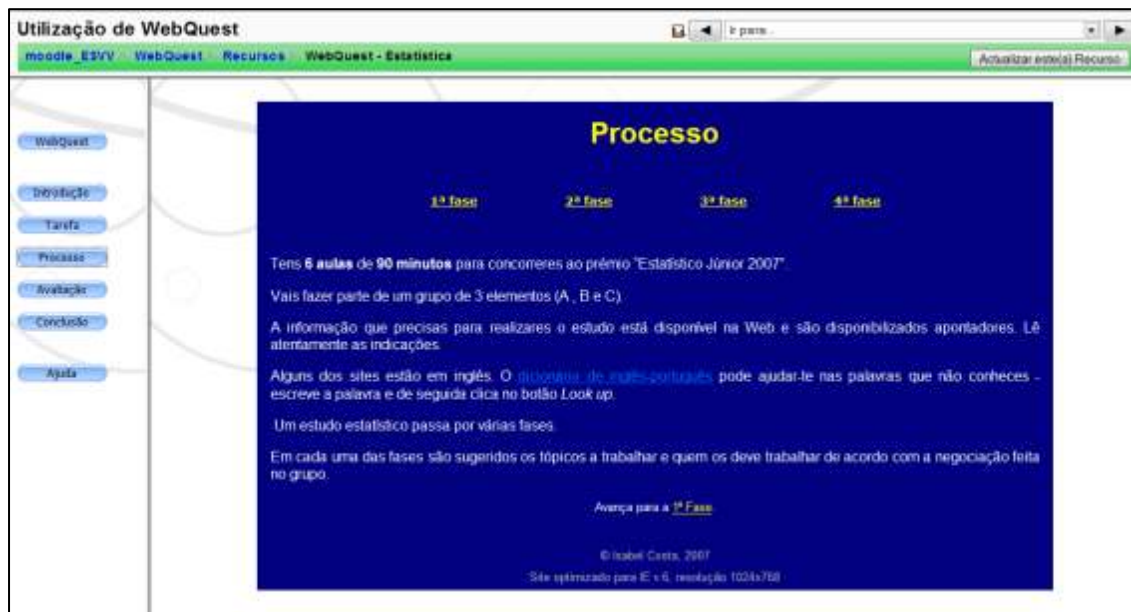 Utilização de WebQuest
Ir para...
moodle_ESVV WebQuest Recursos WebQuest - Estatística
Actualizar este(a) Recurso
WebQuest
Introdução
Tarefa
Processo
Avaliação
Conclusão
Ajuda
Processo
1ª fase 2ª fase 3ª fase 4ª fase
Tens 6 aulas de 90 minutos para concorreres ao prémio "Estatístico Júnior 2007".
Vais fazer parte de um grupo de 3 elementos (A , B e C).
A informação que precisas para realizares o estudo está disponível na Web e são disponibilizados apontadores. Lê
atentamente as indicações.
Alguns dos sites estão em inglês. O dicionário de inglês-português pode ajudar-te nas palavras que não conheces -
escreve a palavra e de seguida clica no botão Look up.
Um estudo estatístico passa por várias fases.
Em cada uma das fases são sugeridos os tópicos a trabalhar e quem os deve trabalhar de acordo com a negociação feita
no grupo.
Avança para a 1ª Fase
© Isabel Costa, 2007
Site optimizado para IE v.6, resolução 1024x768